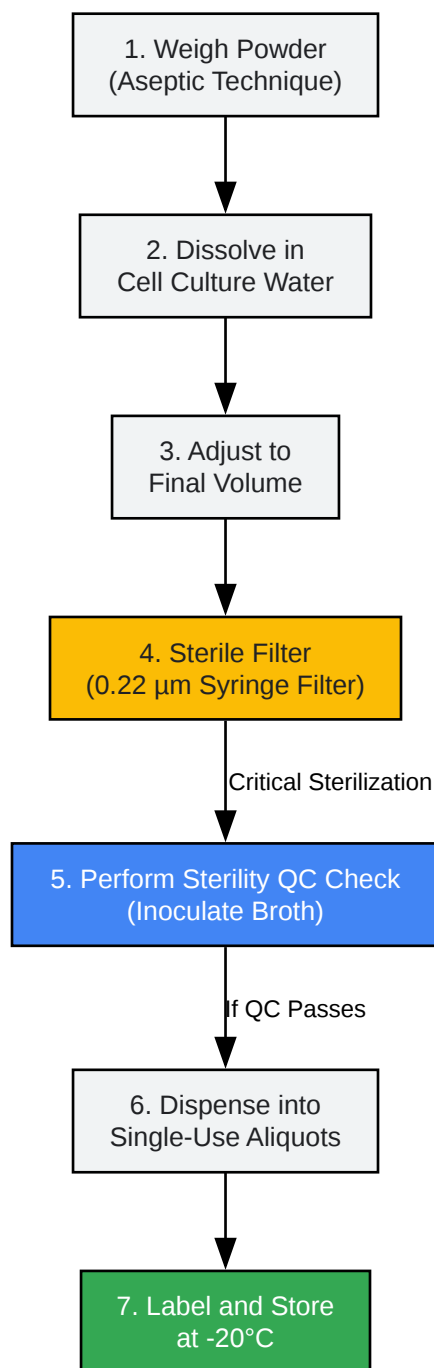 1. Weigh Powder
(Aseptic Technique)
2. Dissolve in
Cell Culture Water
3. Adjust to
Final Volume
4. Sterile Filter
(0.22 µm Syringe Filter)
Critical Sterilization
5. Perform Sterility QC Check
(Inoculate Broth)
If QC Passes
6. Dispense into
Single-Use Aliquots
7. Label and Store
at -20°C